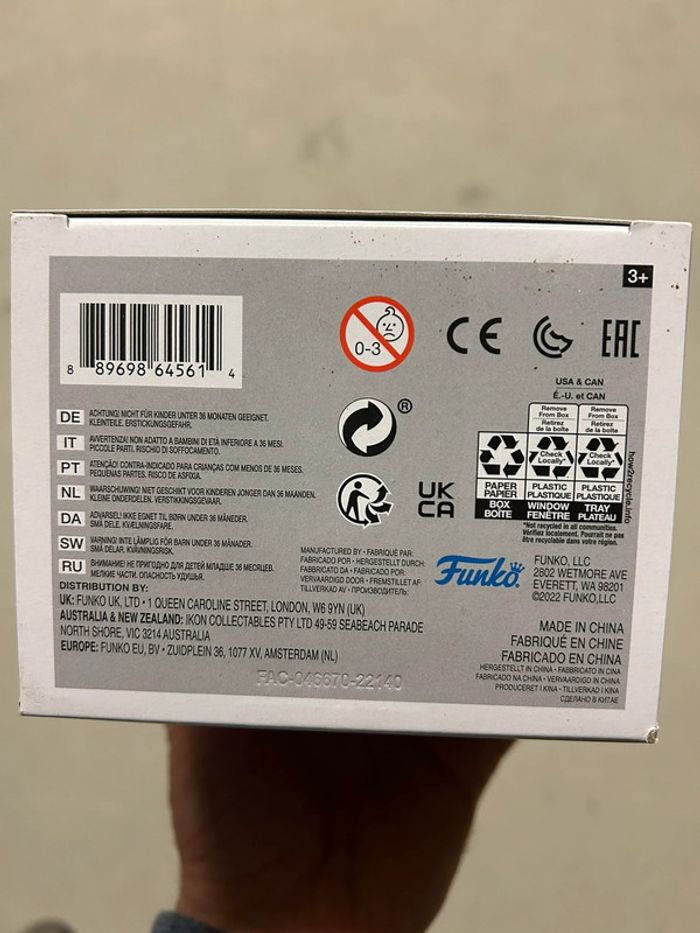 3+
8 89698 64561 4
0-3
CE
EAC
®
UK
CA
USA & CAN
É.-U. et CAN
Remove From Box
Retirez de la boîte
Remove From Box
Retirez de la boîte
Check Locally*
Check Locally*
PAPER
PAPIER
BOX
BOÎTE
PLASTIC
PLASTIQUE
WINDOW
FENÊTRE
PLASTIC
PLASTIQUE
TRAY
PLATEAU
how2recycle.info
*Not recycled in all communities.
Vérifiez localement. Pourrait ne pas
être recyclable dans votre région.
DE ACHTUNG! NICHT FÜR KINDER UNTER 36 MONATEN GEEIGNET.
KLEINTEILE. ERSTICKUNGSGEFAHR.
IT AVVERTENZA! NON ADATTO A BAMBINI DI ETÀ INFERIORE A 36 MESI.
PICCOLE PARTI. RISCHIO DI SOFFOCAMENTO.
PT ATENÇÃO! CONTRA-INDICADO PARA CRIANÇAS COM MENOS DE 36 MESES.
PEQUENAS PARTES. RISCO DE ASFIXIA.
NL WAARSCHUWING! NIET GESCHIKT VOOR KINDEREN JONGER DAN 36 MAANDEN.
KLEINE ONDERDELEN. VERSTIKKINGSGEVAAR.
DA ADVARSEL! IKKE EGNET TIL BØRN UNDER 36 MÅNEDER.
SMÅ DELE. KVÆLNINGSFARE.
SW VARNING! INTE LÄMPLIG FÖR BARN UNDER 36 MÅNADER.
SMÅ DELAR. KVÄVNINGSRISK.
RU ВНИМАНИЕ! НЕ ПРИГОДНО ДЛЯ ДЕТЕЙ МЛАДШЕ 36 МЕСЯЦЕВ.
МЕЛКИЕ ЧАСТИ. ОПАСНОСТЬ УДУШЬЯ.
MANUFACTURED BY • FABRIQUÉ PAR:
FABRICADO POR • HERGESTELLT DURCH:
FABBRICATO DA • FABRICADO POR:
VERVAARDIGD DOOR • FREMSTILLET AF:
TILLVERKAD AV • ПРОИЗВОДИТЕЛЬ:
Funko
FUNKO, LLC
2802 WETMORE AVE
EVERETT, WA 98201
©2022 FUNKO,LLC
DISTRIBUTION BY:
UK: FUNKO UK, LTD • 1 QUEEN CAROLINE STREET, LONDON, W6 9YN (UK)
AUSTRALIA & NEW ZEALAND: IKON COLLECTABLES PTY LTD 49-59 SEABEACH PARADE
NORTH SHORE, VIC 3214 AUSTRALIA
EUROPE: FUNKO EU, BV • ZUIDPLEIN 36, 1077 XV, AMSTERDAM (NL)
MADE IN CHINA
FABRIQUÉ EN CHINE
FABRICADO EN CHINA
HERGESTELLT IN CHINA • FABBRICATO IN CINA
FABRICADO NA CHINA • VERVAARDIGD IN CHINA
PRODUCERET I KINA • TILLVERKAD I KINA
СДЕЛАНО В КИТАЕ
FAC-046670-22140